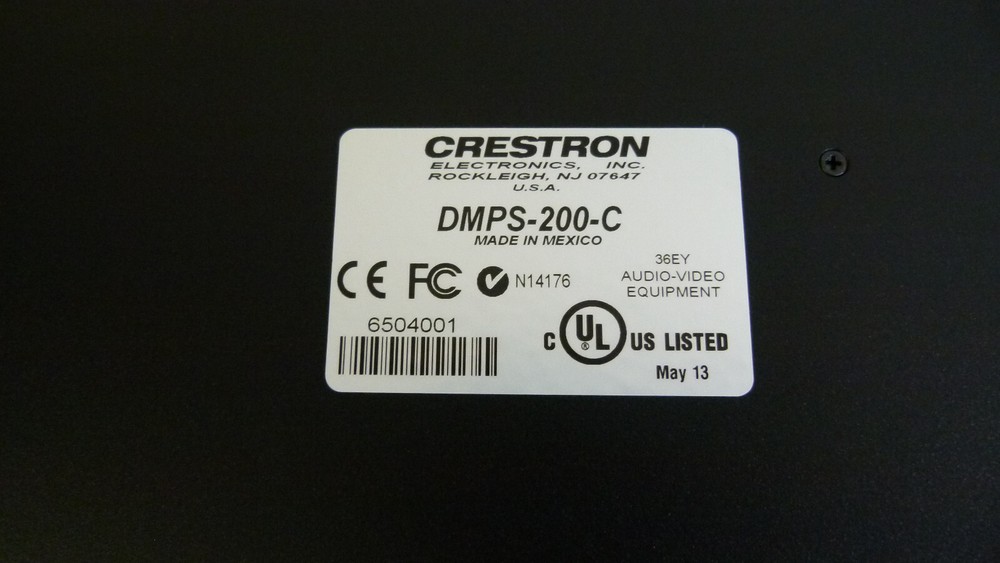 CRESTRON
ELECTRONICS, INC.
ROCKLEIGH, NJ 07647
U.S.A.
DMPS-200-C
MADE IN MEXICO
CE FC N14176
36EY
AUDIO-VIDEO
EQUIPMENT
6504001
C UL® US LISTED
May 13